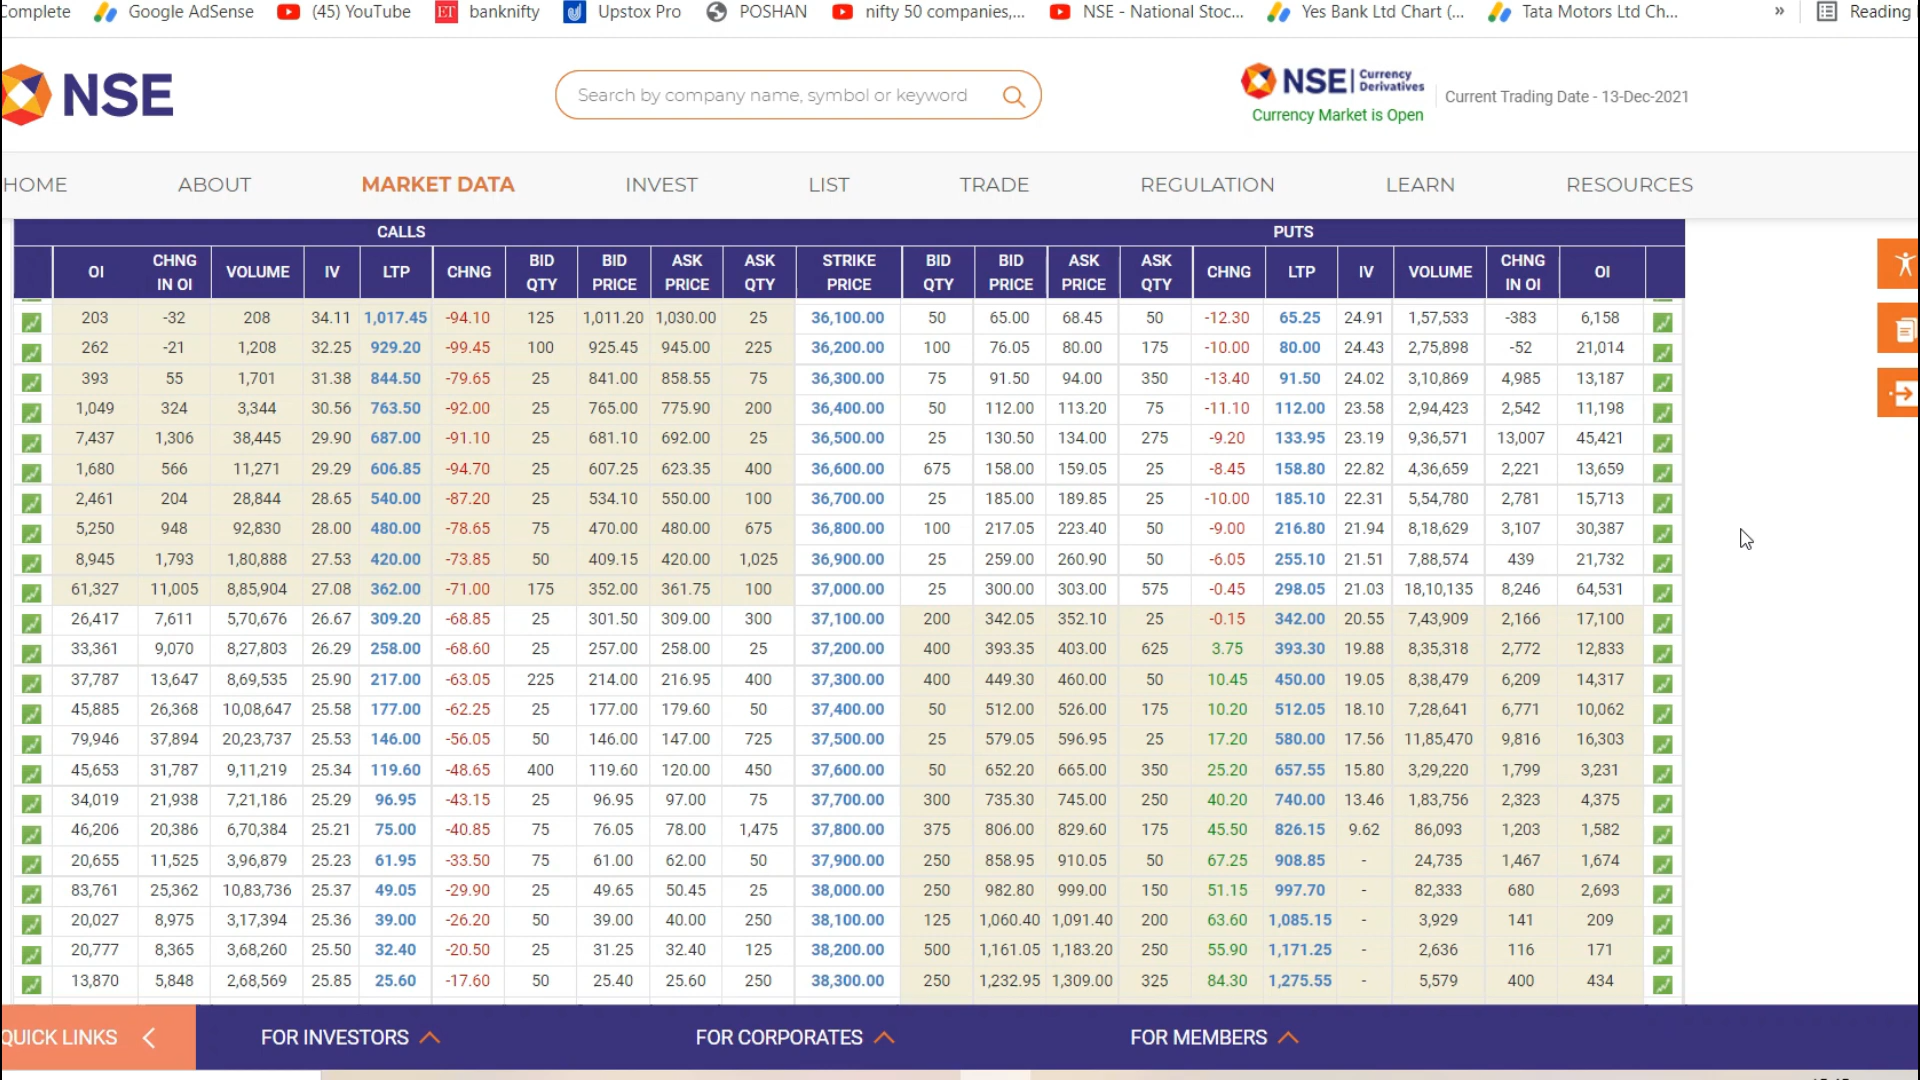 omplete Google AdSense (45) YouTube ET banknifty Upstox Pro POSHAN nifty 50 companies,... NSE - National Stoc... Yes Bank Ltd Chart (... Tata Motors Ltd Ch... » Reading
NSE
Search by company name, symbol or keyword
NSE | Currency Derivatives
Currency Market is Open
Current Trading Date - 13-Dec-2021
HOME ABOUT MARKET DATA INVEST LIST TRADE REGULATION LEARN RESOURCES
CALLS PUTS
OI CHNG IN OI VOLUME IV LTP CHNG BID QTY BID PRICE ASK PRICE ASK QTY STRIKE PRICE BID QTY BID PRICE ASK PRICE ASK QTY CHNG LTP IV VOLUME CHNG IN OI OI
203 -32 208 34.11 1,017.45 -94.10 125 1,011.20 1,030.00 25 36,100.00 50 65.00 68.45 50 -12.30 65.25 24.91 1,57,533 -383 6,158
262 -21 1,208 32.25 929.20 -99.45 100 925.45 945.00 225 36,200.00 100 76.05 80.00 175 -10.00 80.00 24.43 2,75,898 -52 21,014
393 55 1,701 31.38 844.50 -79.65 25 841.00 858.55 75 36,300.00 75 91.50 94.00 350 -13.40 91.50 24.02 3,10,869 4,985 13,187
1,049 324 3,344 30.56 763.50 -92.00 25 765.00 775.90 200 36,400.00 50 112.00 113.20 75 -11.10 112.00 23.58 2,94,423 2,542 11,198
7,437 1,306 38,445 29.90 687.00 -91.10 25 681.10 692.00 25 36,500.00 25 130.50 134.00 275 -9.20 133.95 23.19 9,36,571 13,007 45,421
1,680 566 11,271 29.29 606.85 -94.70 25 607.25 623.35 400 36,600.00 675 158.00 159.05 25 -8.45 158.80 22.82 4,36,659 2,221 13,659
2,461 204 28,844 28.65 540.00 -87.20 25 534.10 550.00 100 36,700.00 25 185.00 189.85 25 -10.00 185.10 22.31 5,54,780 2,781 15,713
5,250 948 92,830 28.00 480.00 -78.65 75 470.00 480.00 675 36,800.00 100 217.05 223.40 50 -9.00 216.80 21.94 8,18,629 3,107 30,387
8,945 1,793 1,80,888 27.53 420.00 -73.85 50 409.15 420.00 1,025 36,900.00 25 259.00 260.90 50 -6.05 255.10 21.51 7,88,574 439 21,732
61,327 11,005 8,85,904 27.08 362.00 -71.00 175 352.00 361.75 100 37,000.00 25 300.00 303.00 575 -0.45 298.05 21.03 18,10,135 8,246 64,531
26,417 7,611 5,70,676 26.67 309.20 -68.85 25 301.50 309.00 300 37,100.00 200 342.05 352.10 25 -0.15 342.00 20.55 7,43,909 2,166 17,100
33,361 9,070 8,27,803 26.29 258.00 -68.60 25 257.00 258.00 25 37,200.00 400 393.35 403.00 625 3.75 393.30 19.88 8,35,318 2,772 12,833
37,787 13,647 8,69,535 25.90 217.00 -63.05 225 214.00 216.95 400 37,300.00 400 449.30 460.00 50 10.45 450.00 19.05 8,38,479 6,209 14,317
45,885 26,368 10,08,647 25.58 177.00 -62.25 25 177.00 179.60 50 37,400.00 50 512.00 526.00 175 10.20 512.05 18.10 7,28,641 6,771 10,062
79,946 37,894 20,23,737 25.53 146.00 -56.05 50 146.00 147.00 725 37,500.00 25 579.05 596.95 25 17.20 580.00 17.56 11,85,470 9,816 16,303
45,653 31,787 9,11,219 25.34 119.60 -48.65 400 119.60 120.00 450 37,600.00 50 652.20 665.00 350 25.20 657.55 15.80 3,29,220 1,799 3,231
34,019 21,938 7,21,186 25.29 96.95 -43.15 25 96.95 97.00 75 37,700.00 300 735.30 745.00 250 40.20 740.00 13.46 1,83,756 2,323 4,375
46,206 20,386 6,70,384 25.21 75.00 -40.85 75 76.05 78.00 1,475 37,800.00 375 806.00 829.60 175 45.50 826.15 9.62 86,093 1,203 1,582
20,655 11,525 3,96,879 25.23 61.95 -33.50 75 61.00 62.00 50 37,900.00 250 858.95 910.05 50 67.25 908.85 - 24,735 1,467 1,674
83,761 25,362 10,83,736 25.37 49.05 -29.90 25 49.65 50.45 25 38,000.00 250 982.80 999.00 150 51.15 997.70 - 82,333 680 2,693
20,027 8,975 3,17,394 25.36 39.00 -26.20 50 39.00 40.00 250 38,100.00 125 1,060.40 1,091.40 200 63.60 1,085.15 - 3,929 141 209
20,777 8,365 3,68,260 25.50 32.40 -20.50 25 31.25 32.40 125 38,200.00 500 1,161.05 1,183.20 250 55.90 1,171.25 - 2,636 116 171
13,870 5,848 2,68,569 25.85 25.60 -17.60 50 25.40 25.60 250 38,300.00 250 1,232.95 1,309.00 325 84.30 1,275.55 - 5,579 400 434
QUICK LINKS FOR INVESTORS FOR CORPORATES FOR MEMBERS